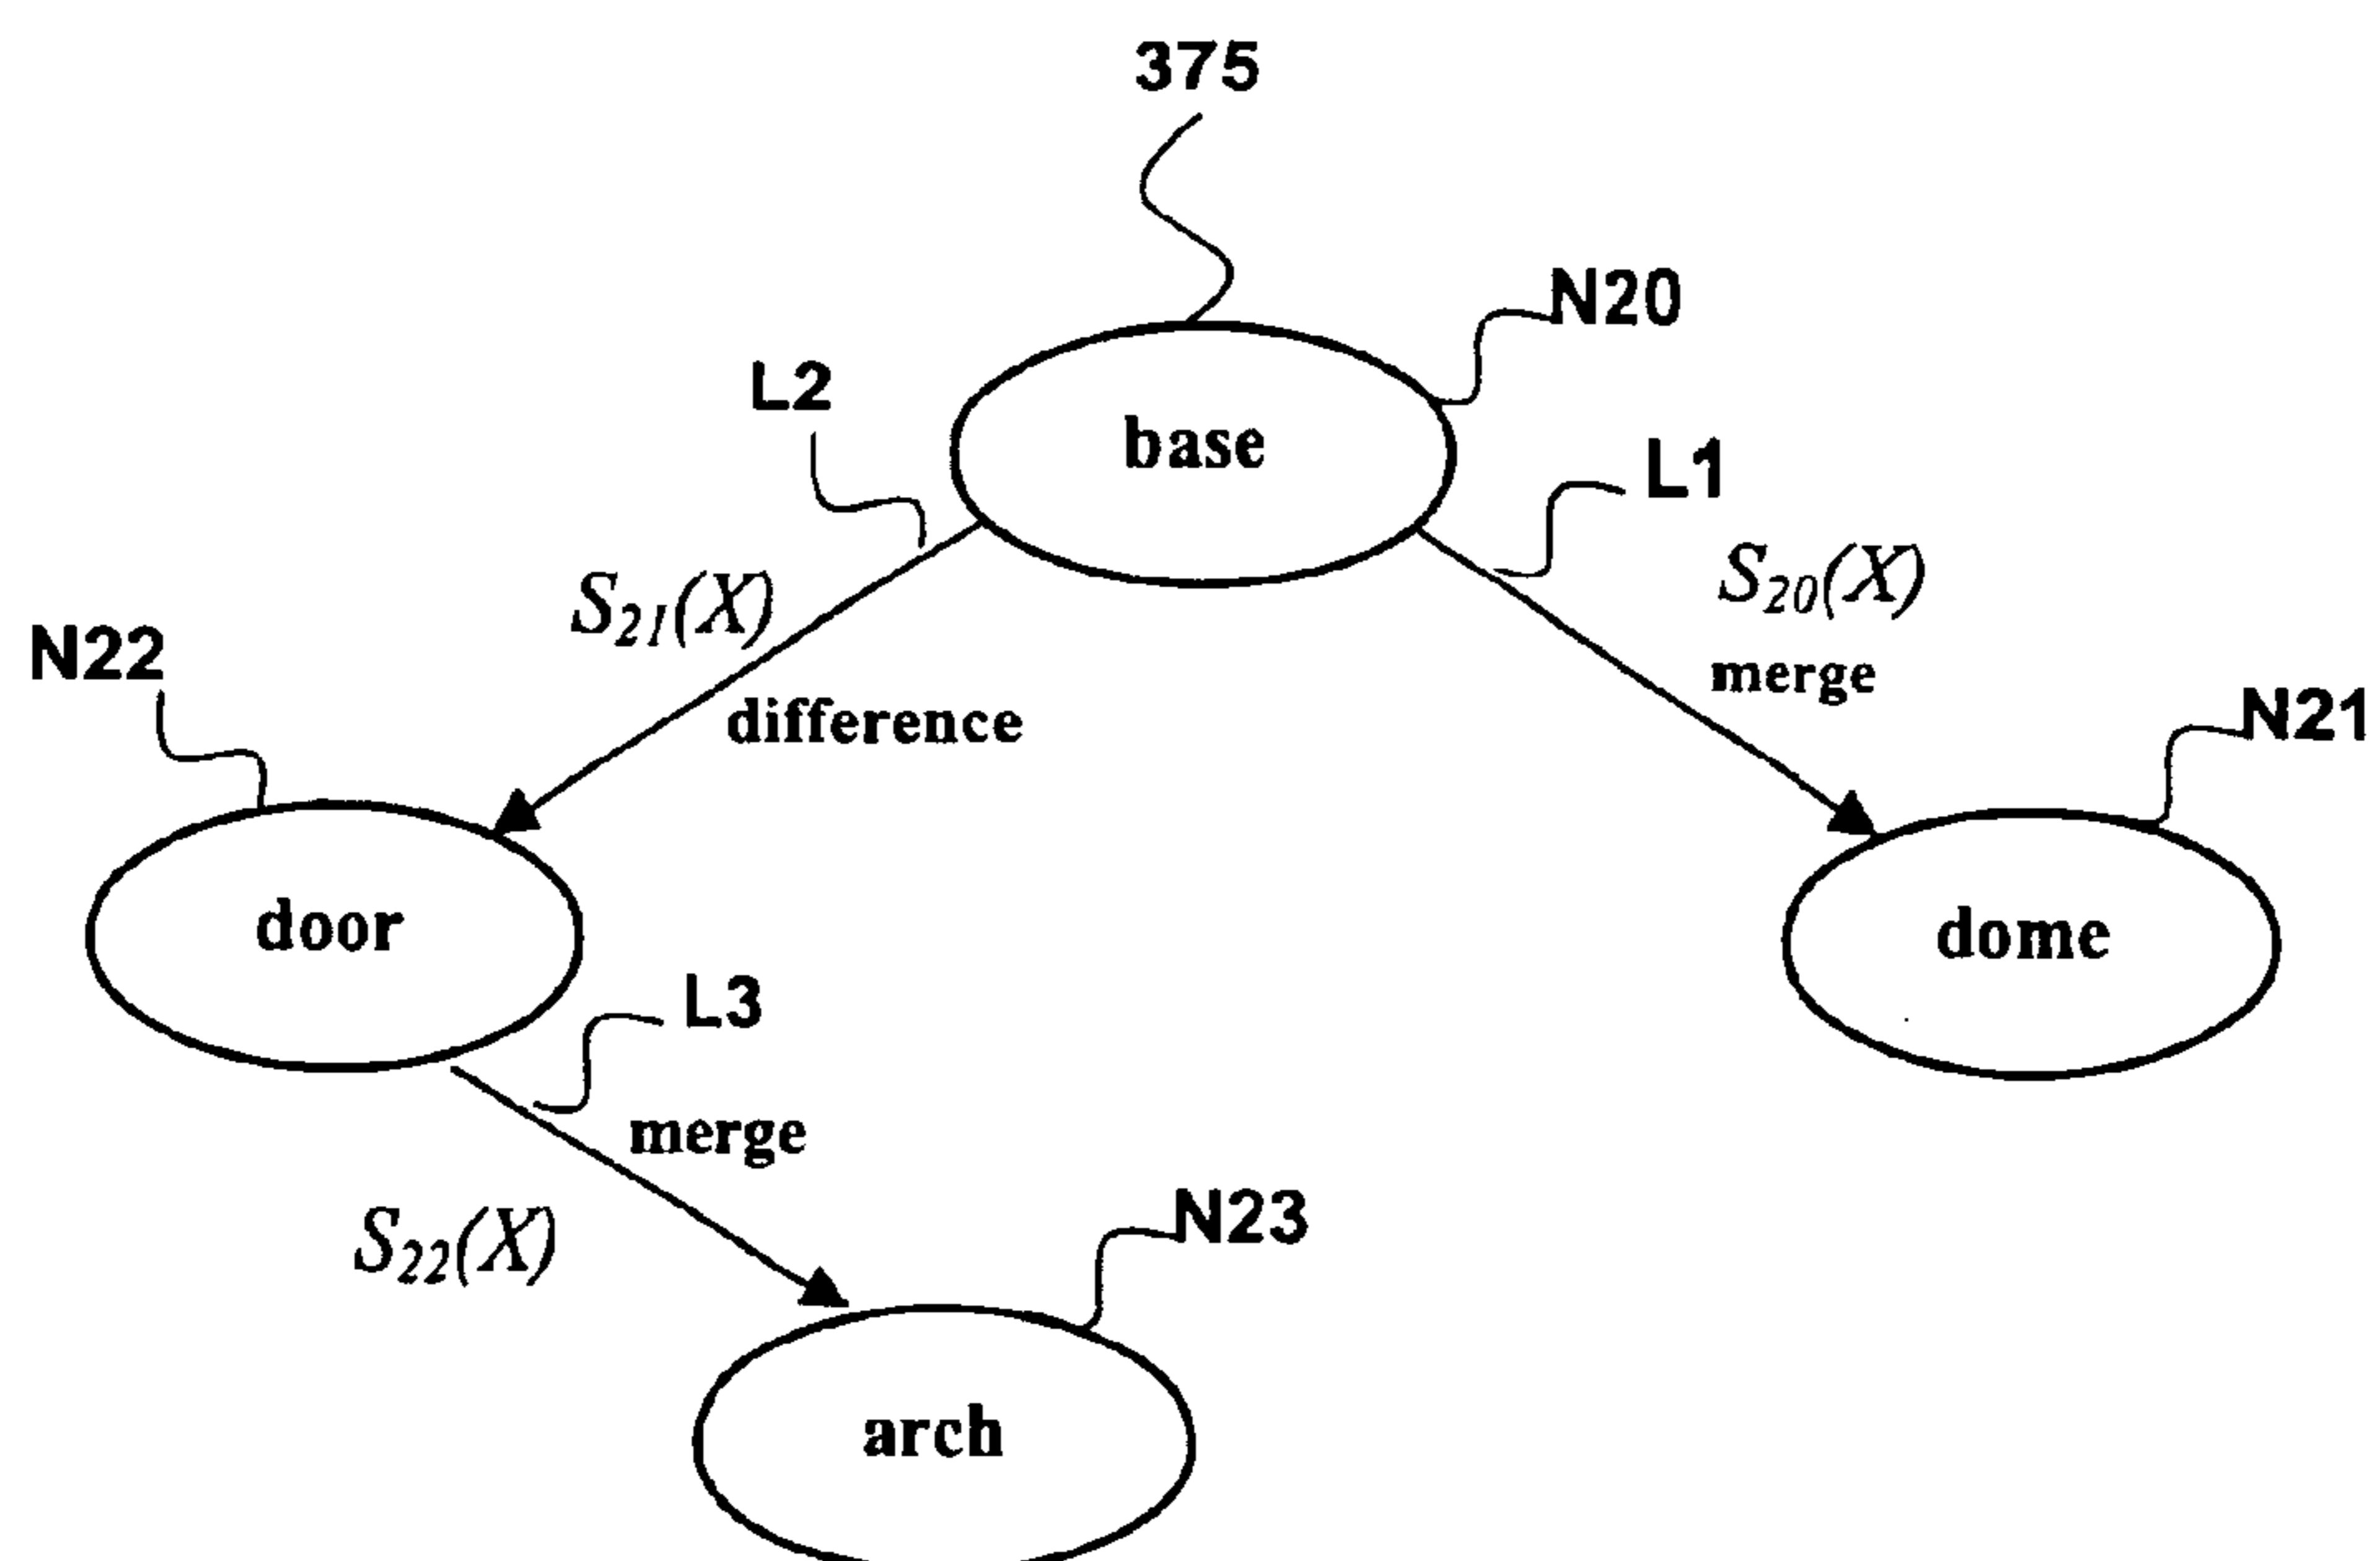 375
N20
L2
base
L1
S20(X)
S21(X)
N22
merge
difference
N21
door
dome
L3
merge
N23
S22(X)
arch